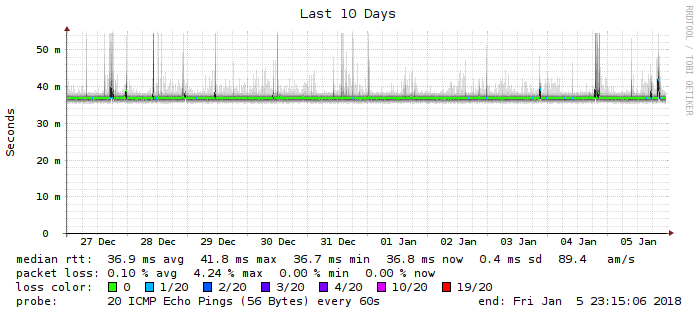 Last 10 Days
RRDTOOL / TOBI OETIKER
Seconds
50 m
40 m
30 m
20 m
10 m
0
27 Dec 28 Dec 29 Dec 30 Dec 31 Dec 01 Jan 02 Jan 03 Jan 04 Jan 05 Jan
median rtt: 36.9 ms avg 41.8 ms max 36.7 ms min 36.8 ms now 0.4 ms sd 89.4 am/s
packet loss: 0.10 % avg 4.24 % max 0.00 % min 0.00 % now
loss color: 0 1/20 2/20 3/20 4/20 10/20 19/20
probe: 20 ICMP Echo Pings (56 Bytes) every 60s end: Fri Jan 5 23:15:06 2018